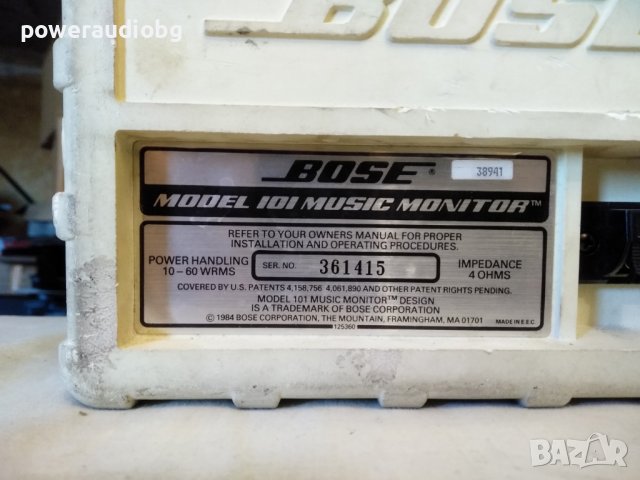 poweraudiobg
BOSE
BOSE® 38941
MODEL 101 MUSIC MONITOR™
REFER TO YOUR OWNERS MANUAL FOR PROPER
INSTALLATION AND OPERATING PROCEDURES.
POWER HANDLING
10-60 WRMS
SER. NO. 361415
IMPEDANCE
4 OHMS
COVERED BY U.S. PATENTS 4,158,756 4,061,890 AND OTHER PATENT RIGHTS PENDING.
MODEL 101 MUSIC MONITOR™ DESIGN
IS A TRADEMARK OF BOSE CORPORATION
© 1984 BOSE CORPORATION, THE MOUNTAIN, FRAMINGHAM, MA 01701
MADE IN E.E.C.
125360
BAZAR